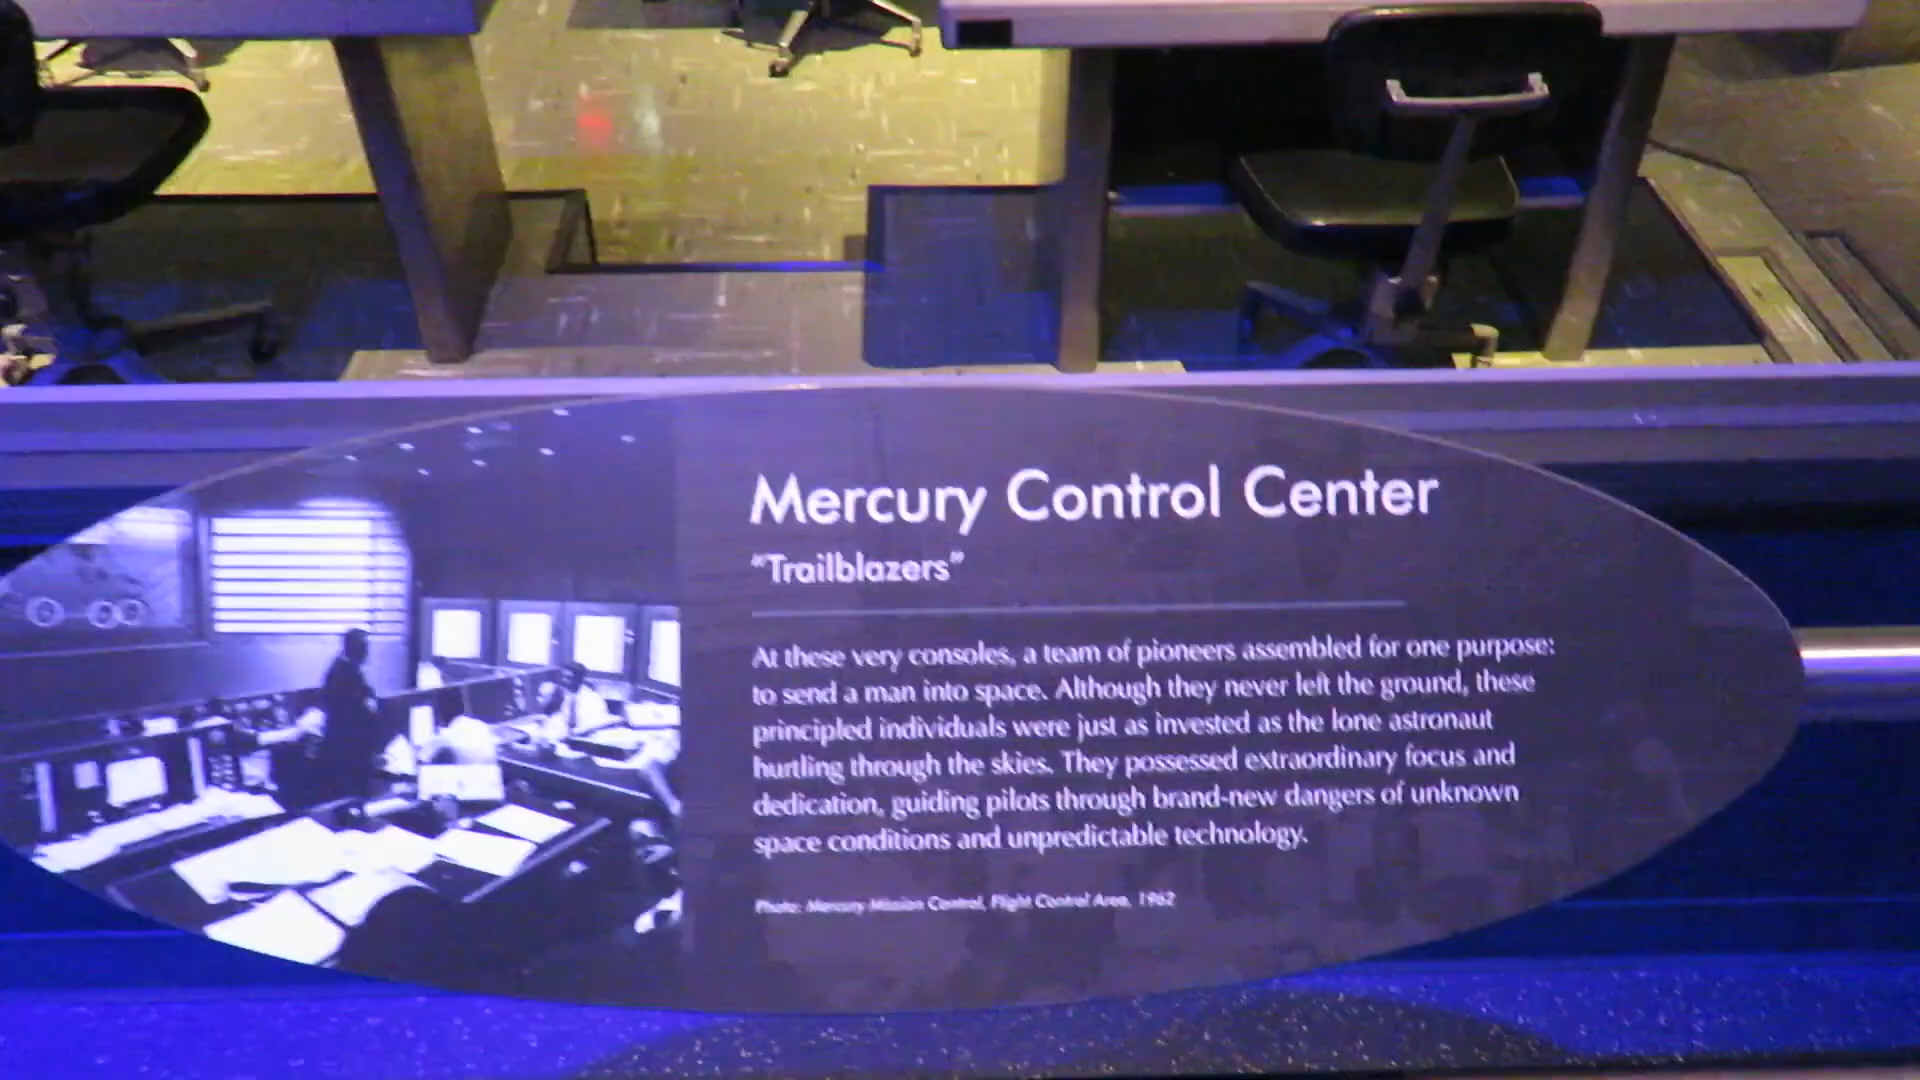 Mercury Control Center
“Trailblazers”
At these very consoles, a team of pioneers assembled for one purpose:
to send a man into space. Although they never left the ground, these
principled individuals were just as invested as the lone astronaut
hurtling through the skies. They possessed extraordinary focus and
dedication, guiding pilots through brand-new dangers of unknown
space conditions and unpredictable technology.
Photo: Mercury Mission Control, Flight Control Area, 1962